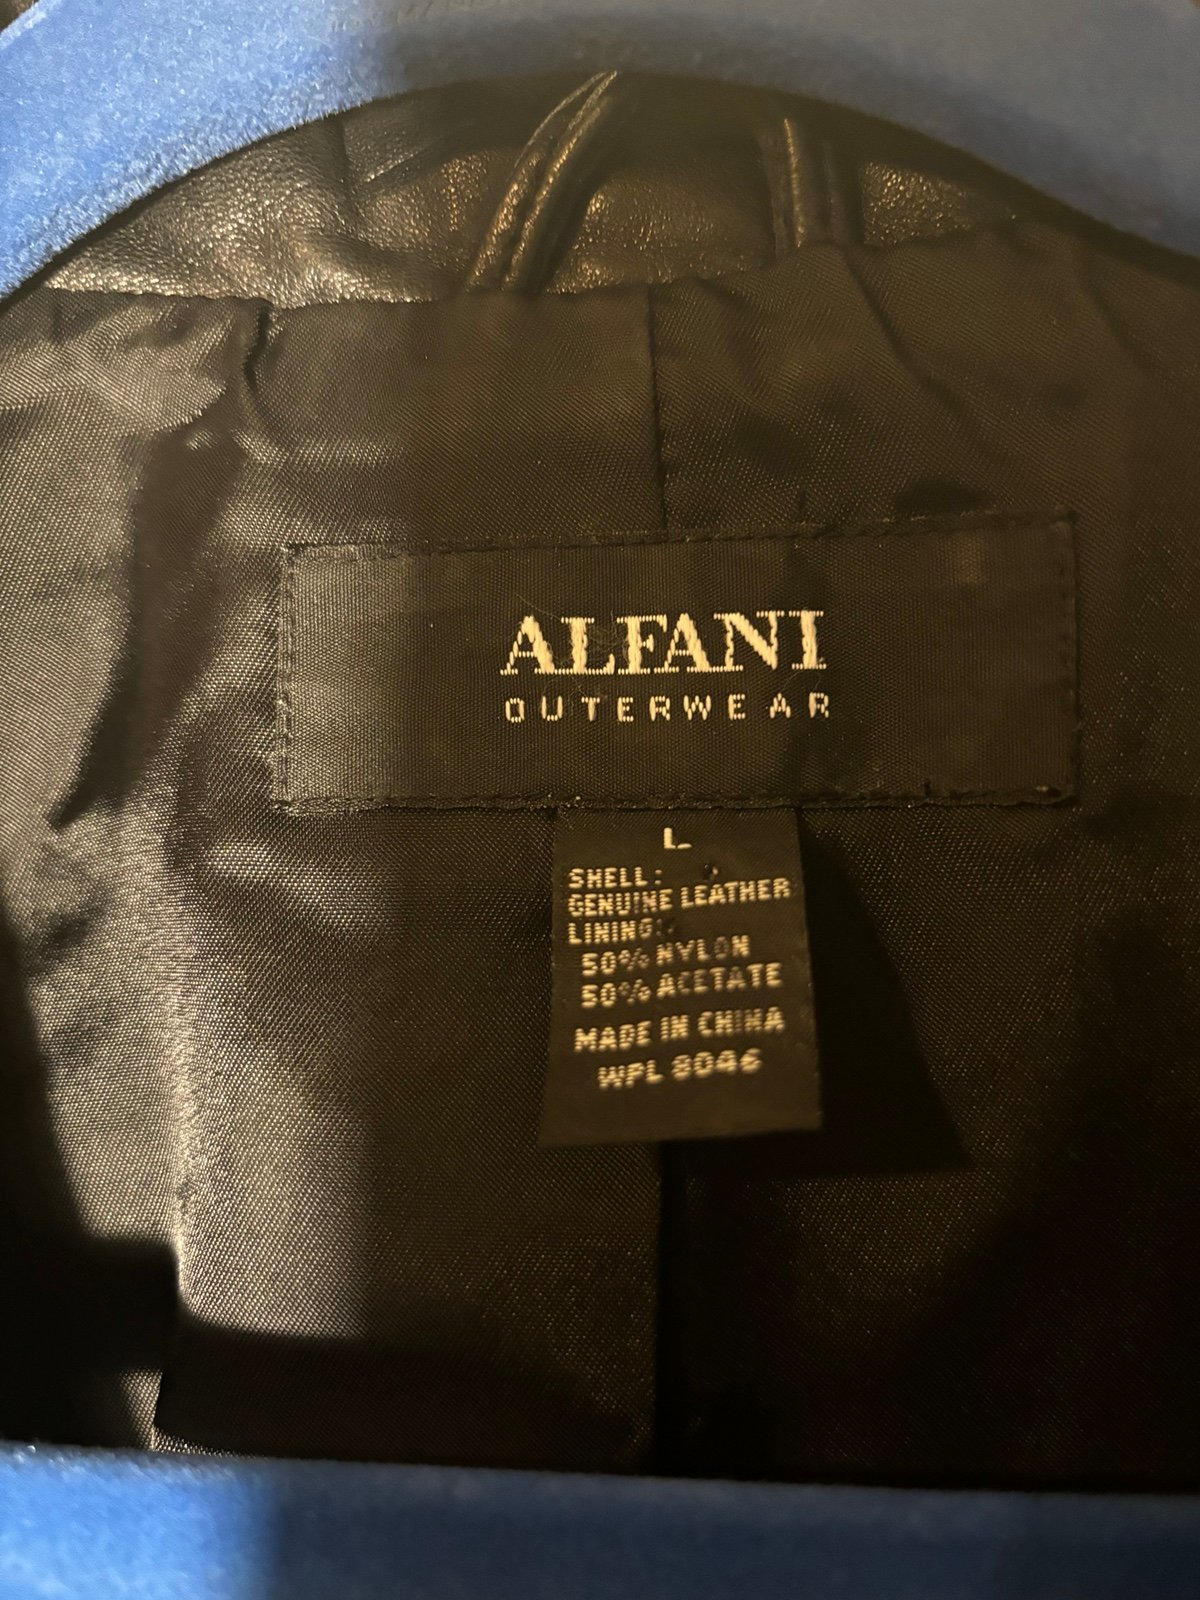 ALFANI
OUTERWEAR
L
SHELL:
GENUINE LEATHER
LINING:
50% NYLON
50% ACETATE
MADE IN CHINA
WPL 8046